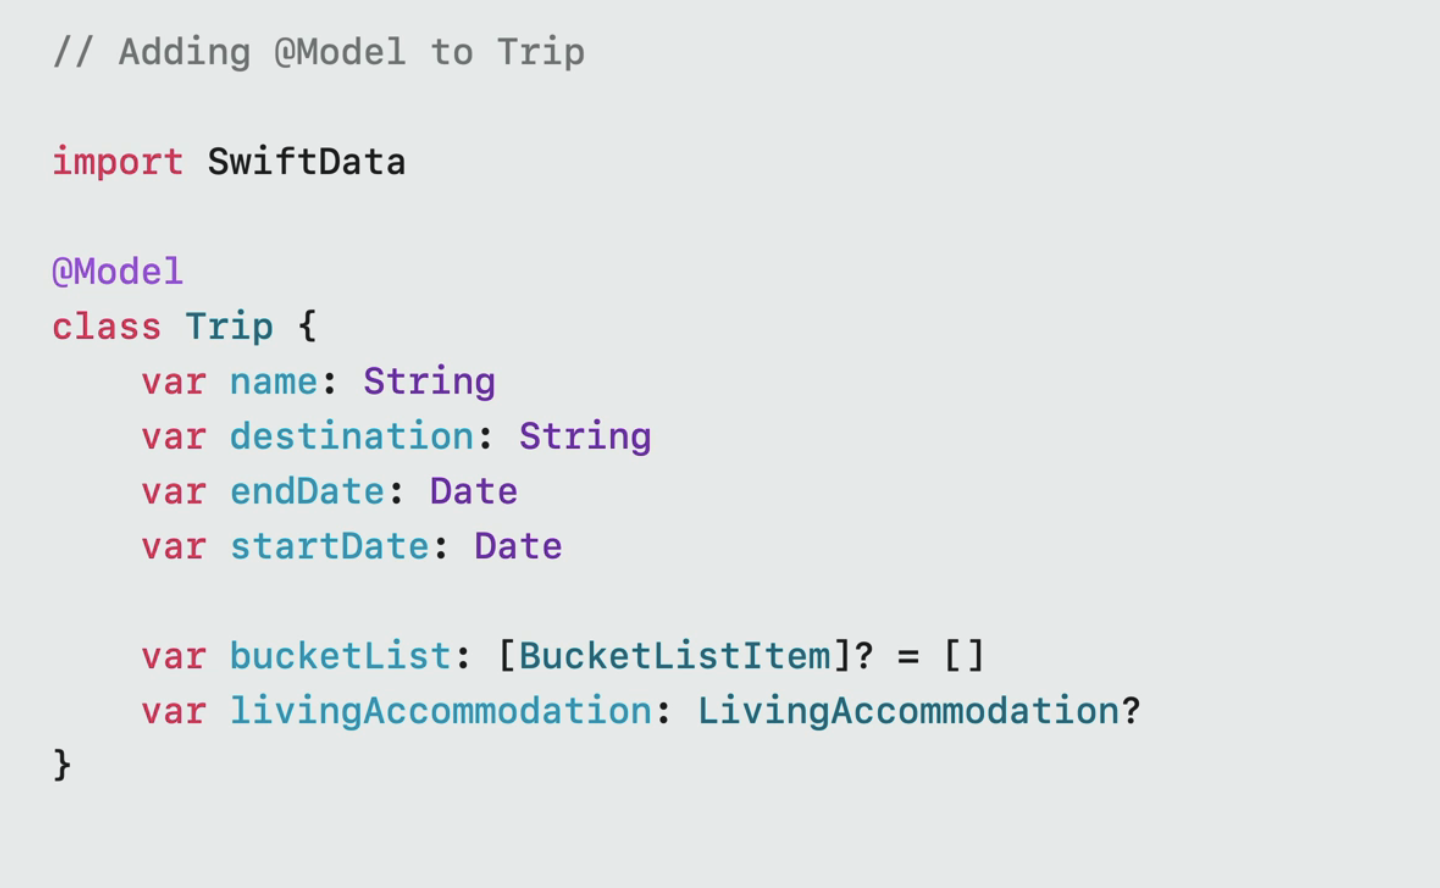 // Adding @Model to Trip
import SwiftData
@Model
class Trip {
    var name: String
    var destination: String
    var endDate: Date
    var startDate: Date
    var bucketList: [BucketListItem]? = []
    var livingAccommodation: LivingAccommodation?
}